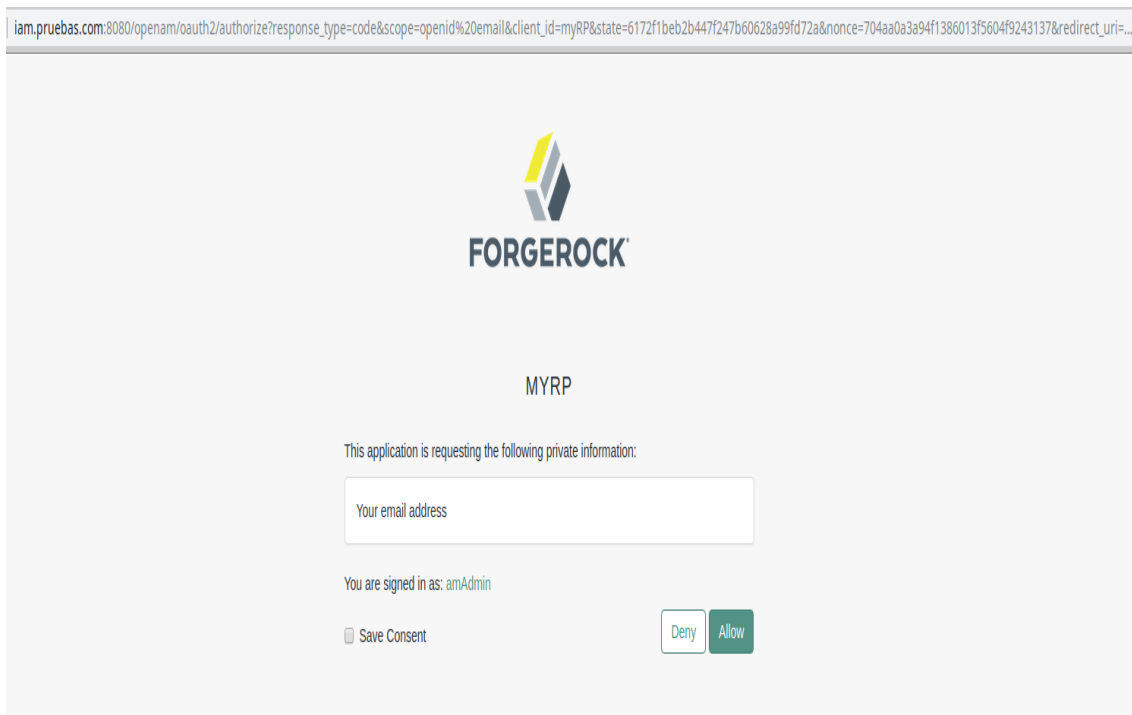 iam.pruebas.com:8080/openam/oauth2/authorize?response_type=code&scope=openid%20email&client_id=myRP&state=6172f1beb2b447f247b60628a99fd72a&nonce=704aa0a3a94f1386013f5604f9243137&redirect_uri=...
FORGEROCK
MYRP
This application is requesting the following private information:
Your email address
You are signed in as: amAdmin
Save Consent
Deny
Allow